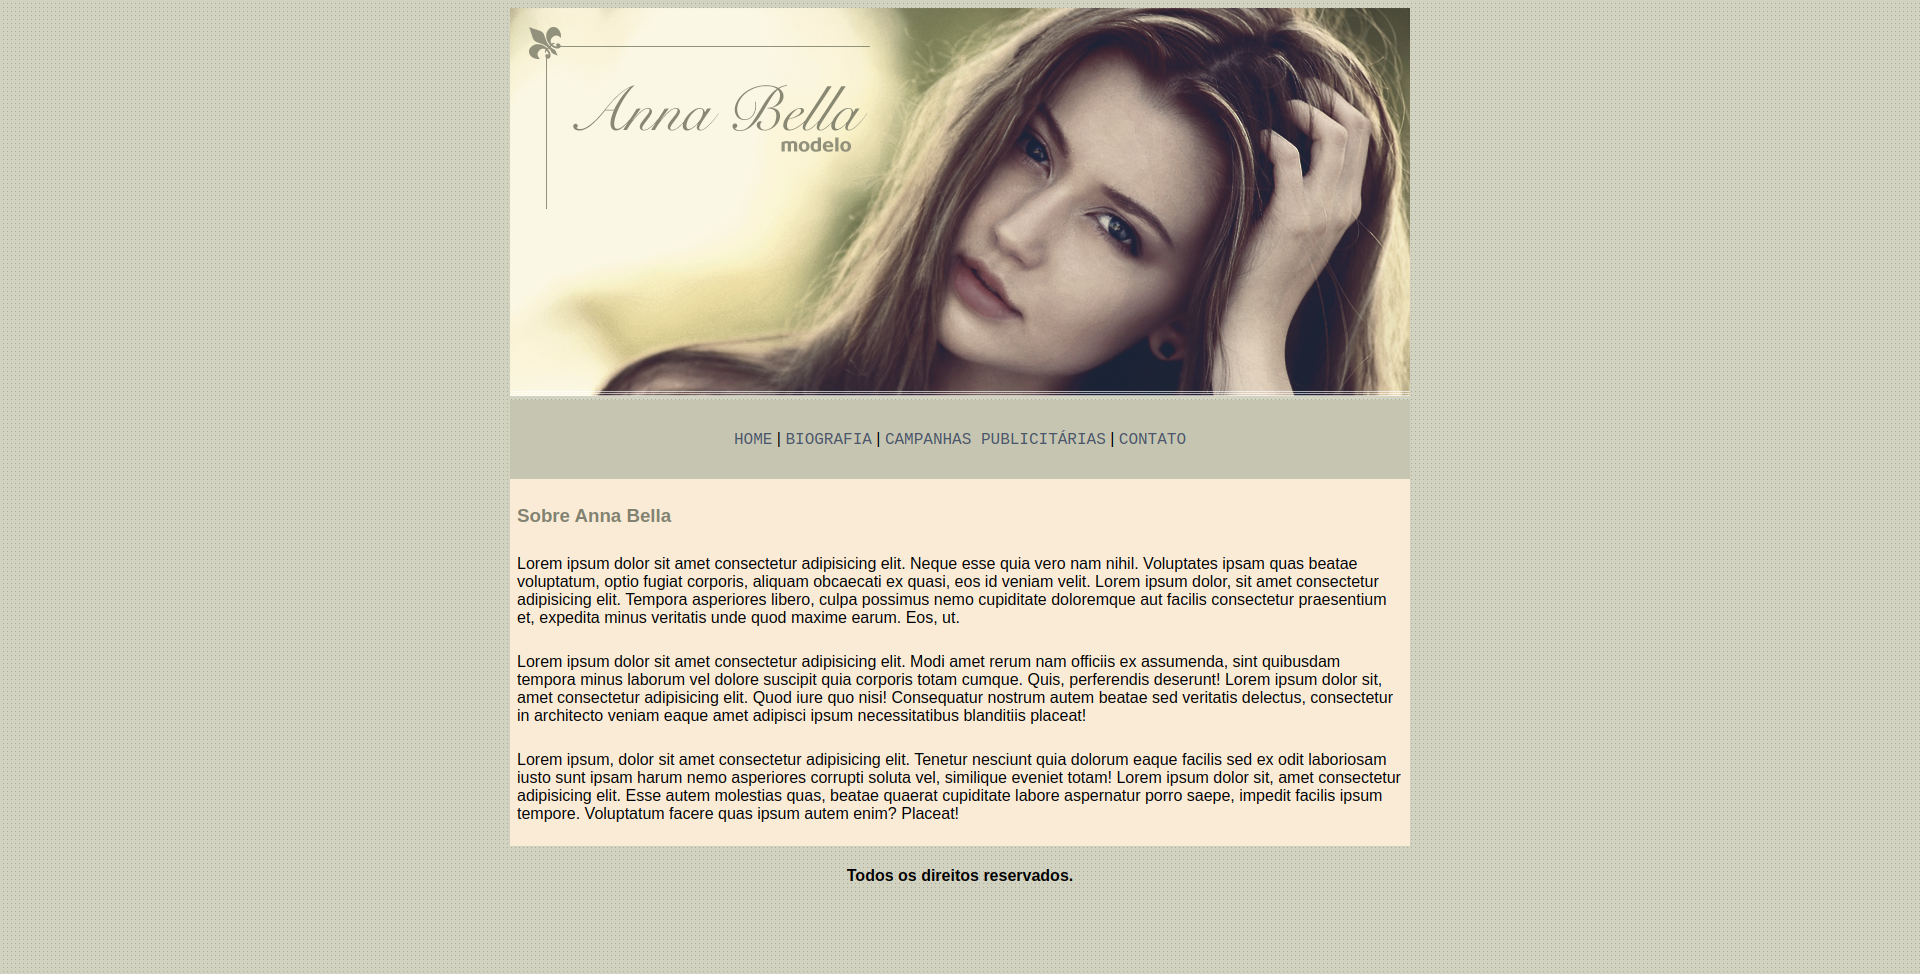 Anna Bella
modelo
HOME | BIOGRAFIA | CAMPANHAS PUBLICITÁRIAS | CONTATO
Sobre Anna Bella
Lorem ipsum dolor sit amet consectetur adipisicing elit. Neque esse quia vero nam nihil. Voluptates ipsam quas beatae
voluptatum, optio fugiat corporis, aliquam obcaecati ex quasi, eos id veniam velit. Lorem ipsum dolor, sit amet consectetur
adipisicing elit. Tempora asperiores libero, culpa possimus nemo cupiditate doloremque aut facilis consectetur praesentium
et, expedita minus veritatis unde quod maxime earum. Eos, ut.
Lorem ipsum dolor sit amet consectetur adipisicing elit. Modi amet rerum nam officiis ex assumenda, sint quibusdam
tempora minus laborum vel dolore suscipit quia corporis totam cumque. Quis, perferendis deserunt! Lorem ipsum dolor sit,
amet consectetur adipisicing elit. Quod iure quo nisi! Consequatur nostrum autem beatae sed veritatis delectus, consectetur
in architecto veniam eaque amet adipisci ipsum necessitatibus blanditiis placeat!
Lorem ipsum, dolor sit amet consectetur adipisicing elit. Tenetur nesciunt quia dolorum eaque facilis sed ex odit laboriosam
iusto sunt ipsam harum nemo asperiores corrupti soluta vel, similique eveniet totam! Lorem ipsum dolor sit, amet consectetur
adipisicing elit. Esse autem molestias quas, beatae quaerat cupiditate labore aspernatur porro saepe, impedit facilis ipsum
tempore. Voluptatum facere quas ipsum autem enim? Placeat!
Todos os direitos reservados.